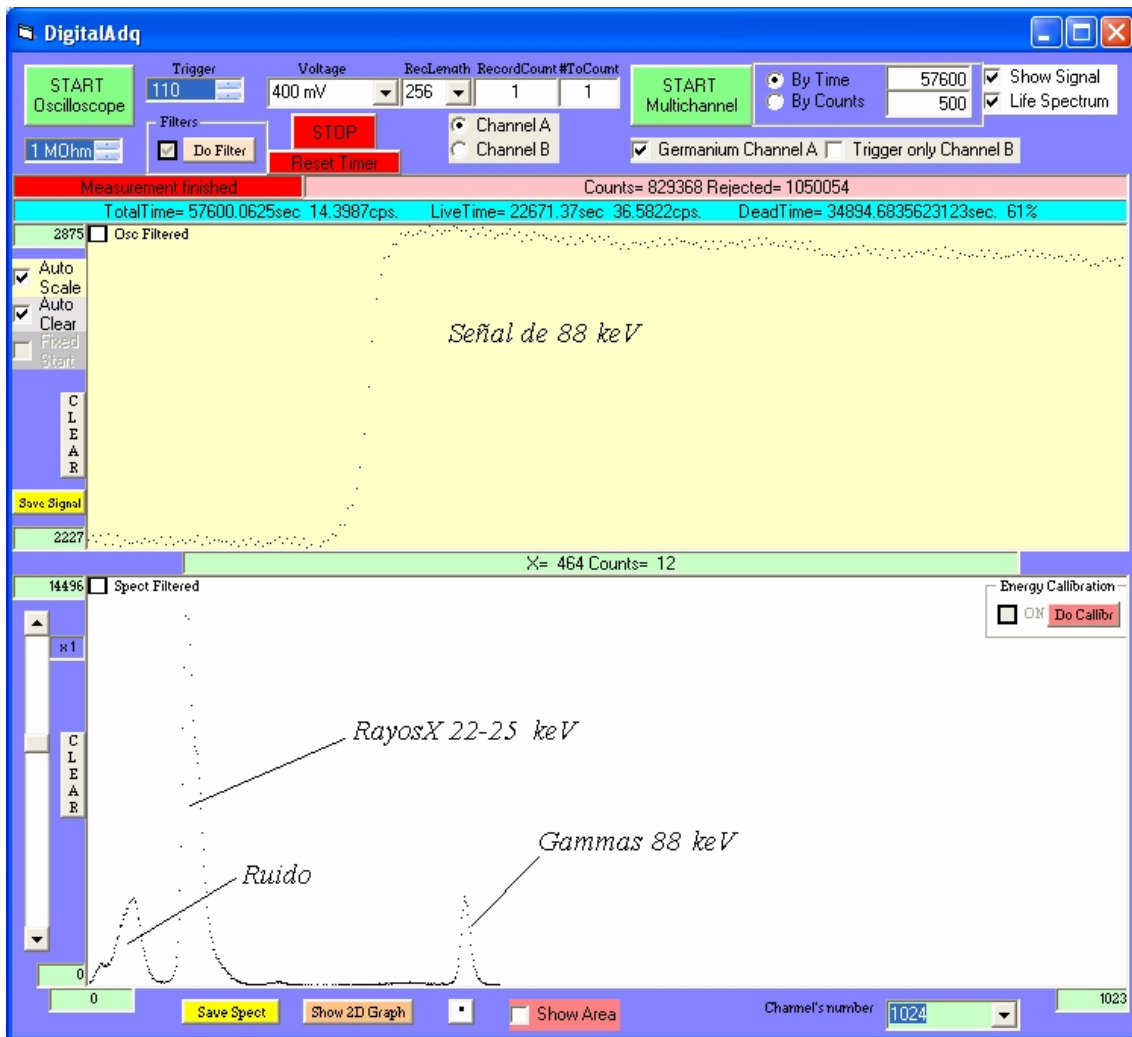 DigitalAdq
START Oscilloscope
Trigger
110
Voltage
400 mV
RecLength RecordCount #ToCount
256 1 1
START Multichannel
By Time 57600
By Counts 500
Show Signal
Life Spectrum
1 MOhm
Filters
Do Filter
STOP
Reset Timer
Channel A
Channel B
Germanium Channel A
Trigger only Channel B
Measurement finished
Counts= 829368 Rejected= 1050054
TotalTime= 57600.0625sec 14.3987cps. LiveTime= 22671.37sec 36.5822cps. DeadTime= 34894.6835623123sec. 61%
2875
Osc Filtered
Auto Scale
Auto Clear
Fixed Start
Señal de 88 keV
CLEAR
Save Signal
2227
X= 464 Counts= 12
14496
Spect Filtered
Energy Callibration
ON Do Callibr
x1
RayosX 22-25 keV
CLEAR
Gammas 88 keV
Ruido
0
0
1023
Save Spect
Show 2D Graph
Show Area
Channel's number
1024